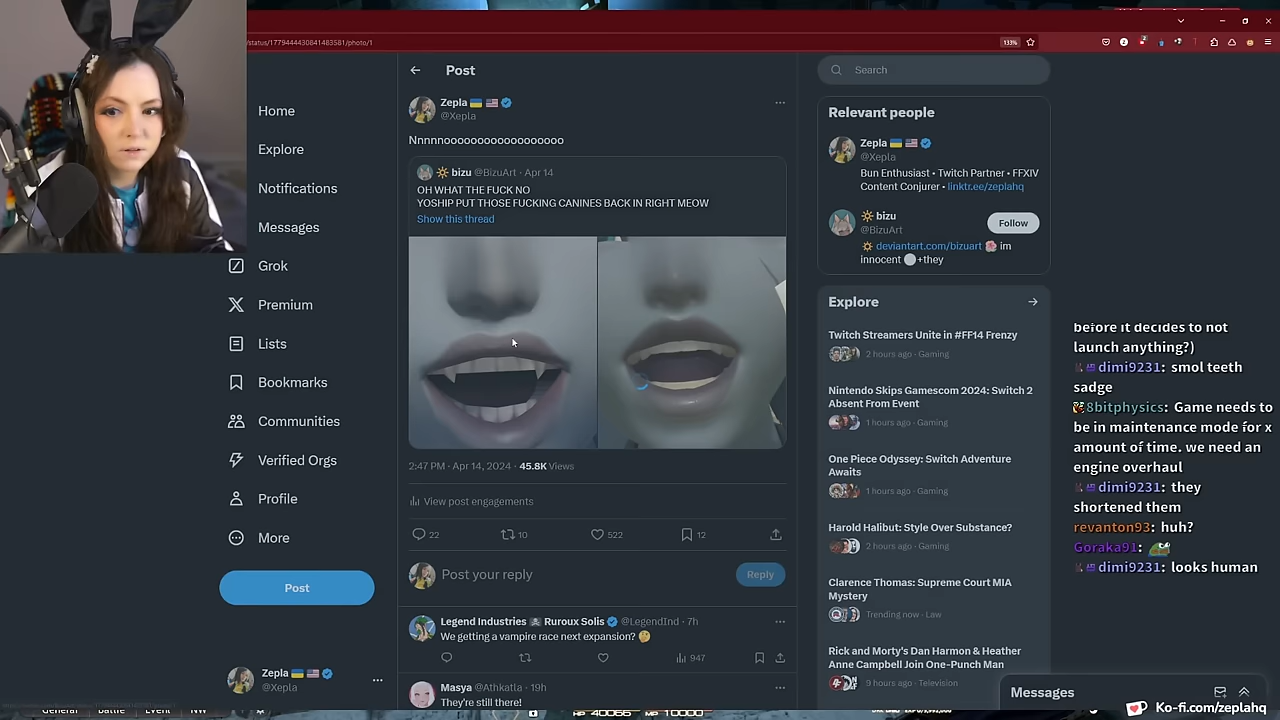 /status/1779444430841483581/photo/1
133%
Home
Explore
Notifications
Messages
Grok
Premium
Lists
Bookmarks
Communities
Verified Orgs
Profile
More
Post
Zepla
@Xepla
Post
Zepla
@Xepla
Nnnnnoooooooooooooooooo
bizu @BizuArt · Apr 14
OH WHAT THE FUCK NO
YOSHIP PUT THOSE FUCKING CANINES BACK IN RIGHT MEOW
Show this thread
2:47 PM · Apr 14, 2024 · 45.8K Views
View post engagements
22
10
522
12
Post your reply
Reply
Legend Industries Ruroux Solis @LegendInd · 7h
We getting a vampire race next expansion?
947
Masya @Athkatla · 19h
They're still there!
Search
Relevant people
Zepla
@Xepla
Bun Enthusiast • Twitch Partner • FFXIV
Content Conjurer • linktr.ee/zeplahq
bizu
@BizuArt
Follow
deviantart.com/bizuart im
innocent +they
Explore
Twitch Streamers Unite in #FF14 Frenzy
2 hours ago · Gaming
Nintendo Skips Gamescom 2024: Switch 2
Absent From Event
1 hours ago · Gaming
One Piece Odyssey: Switch Adventure
Awaits
1 hours ago · Gaming
Harold Halibut: Style Over Substance?
2 hours ago · Gaming
Clarence Thomas: Supreme Court MIA
Mystery
Trending now · Law
Rick and Morty's Dan Harmon & Heather
Anne Campbell Join One-Punch Man
9 hours ago · Television
Messages
before it decides to not
launch anything?)
dimi9231: smol teeth
sadge
8bitphysics: Game needs to
be in maintenance mode for x
amount of time. we need an
engine overhaul
dimi9231: they
shortened them
revanton93: huh?
Goraka91:
dimi9231: looks human
Ko-fi.com/zeplahq